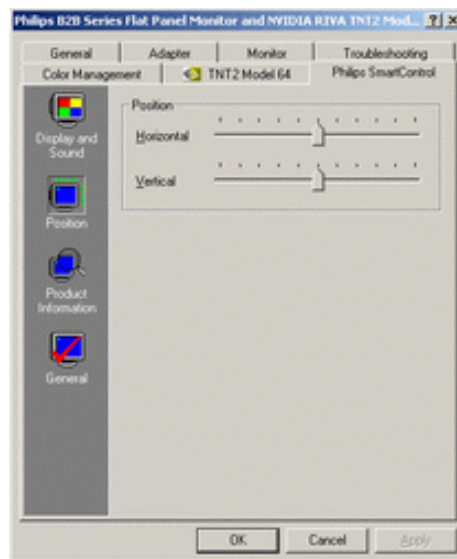 Philips B2B Series Flat Panel Monitor and NVIDIA RIVA TNT2 Mod...
General Adapter Monitor Troubleshooting
Color Management TNT2 Model 64 Philips SmartControl
Position
Horizontal
Vertical
Display and
Sound
Position
Product
Information
General
OK Cancel Apply